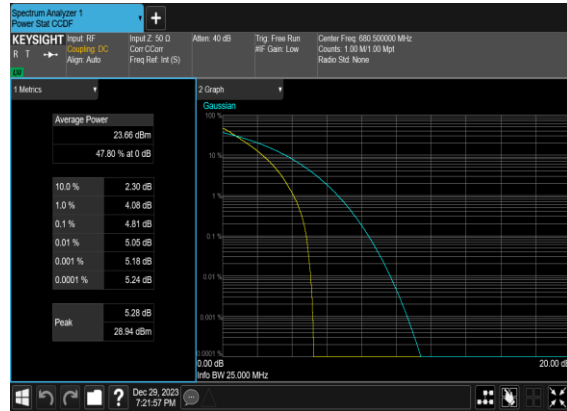 Spectrum Analyzer 1
Power Stat CCDF
KEYSIGHT
R T
Input: RF
Coupling: DC
Align: Auto
Input Z: 50 Ω
Corr CCorr
Freq Ref: Int (S)
Atten: 40 dB
Trig: Free Run
#IF Gain: Low
Center Freq: 680.500000 MHz
Counts: 1.00 M/1.00 Mpt
Radio Std: None
1 Metrics
Average Power
23.66 dBm
47.80 % at 0 dB
10.0 % 2.30 dB
1.0 % 4.08 dB
0.1 % 4.81 dB
0.01 % 5.05 dB
0.001 % 5.18 dB
0.0001 % 5.24 dB
Peak
5.28 dB
28.94 dBm
2 Graph
Gaussian
100 %
10 %
1 %
0.1 %
0.01 %
0.001 %
0.0001 %
0.00 dB
20.00 dB
Info BW 25.000 MHz
?
Dec 29, 2023
7:21:57 PM